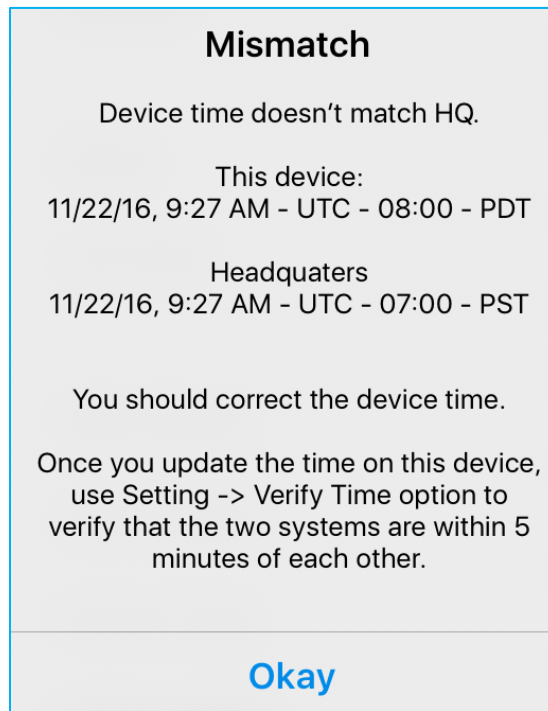 Mismatch
Device time doesn't match HQ.
This device:
11/22/16, 9:27 AM - UTC - 08:00 - PDT
Headquaters
11/22/16, 9:27 AM - UTC - 07:00 - PST
You should correct the device time.
Once you update the time on this device,
use Setting -> Verify Time option to
verify that the two systems are within 5
minutes of each other.
Okay